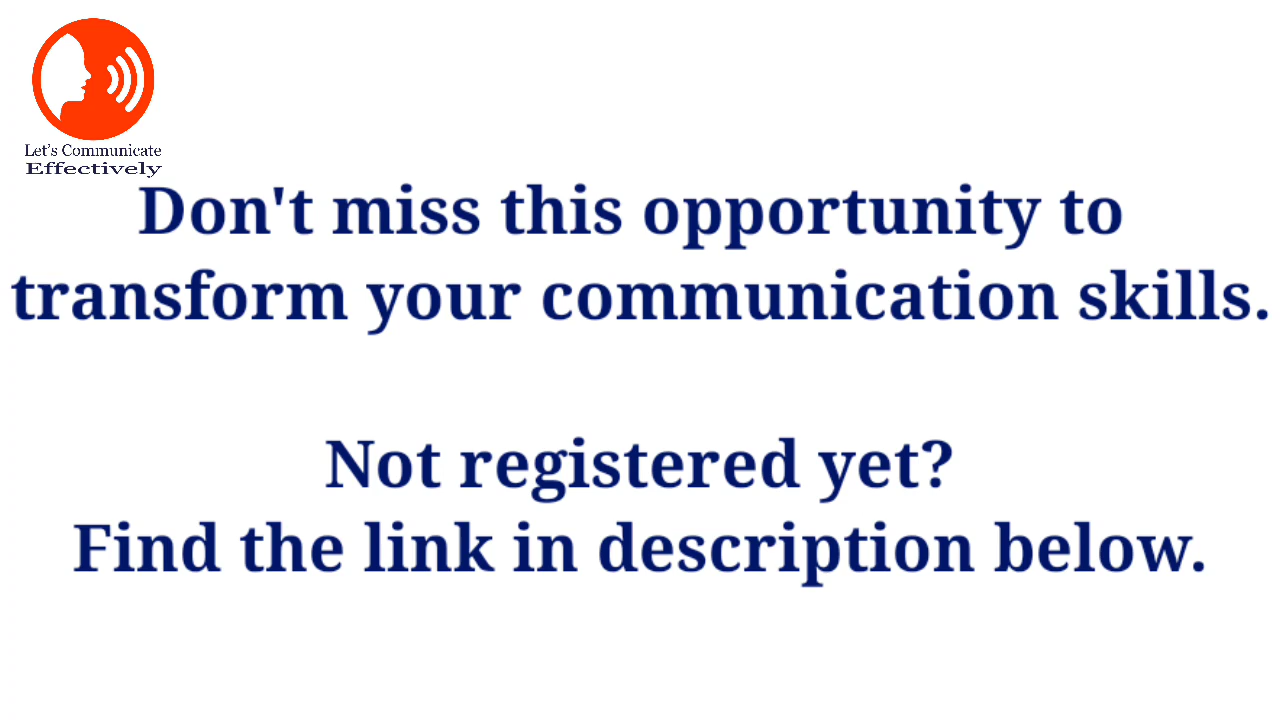 Let's Communicate
Effectively
Don't miss this opportunity to
transform your communication skills.
Not registered yet?
Find the link in description below.